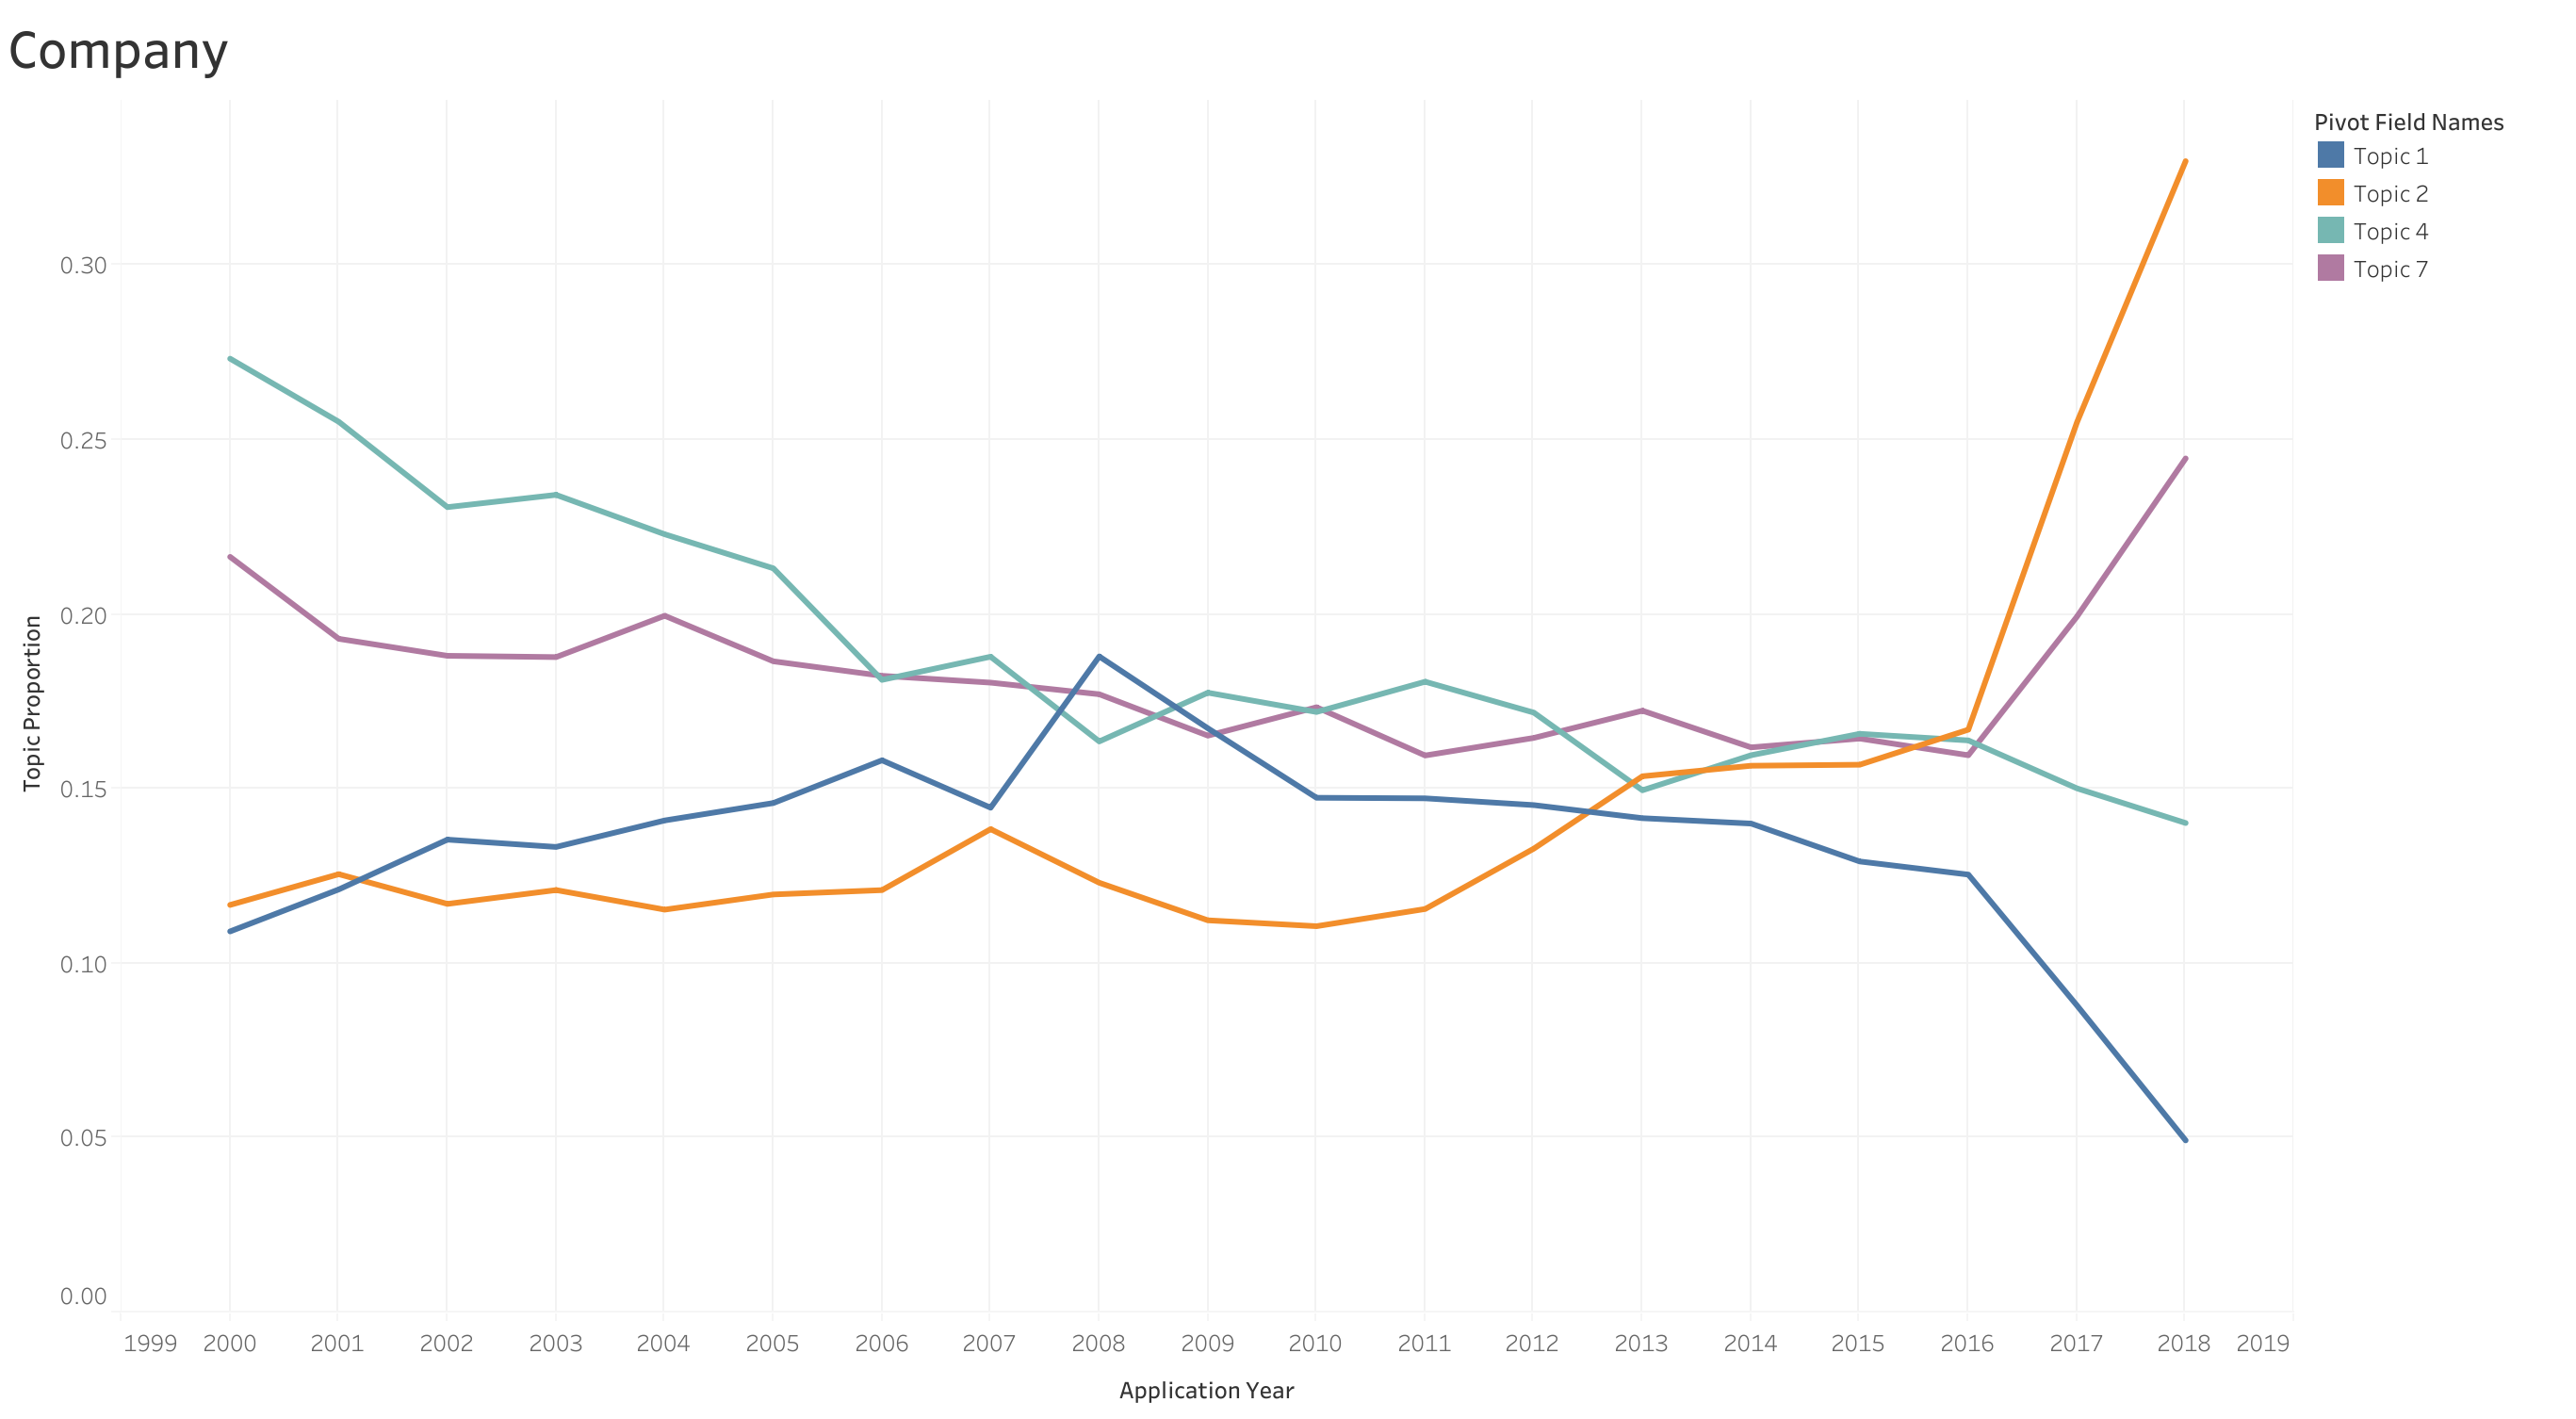 Company
Pivot Field Names
Topic 1
Topic 2
Topic 4
Topic 7
0.30
0.25
0.20
0.15
0.10
0.05
0.00
Topic Proportion
1999 2000 2001 2002 2003 2004 2005 2006 2007 2008 2009 2010 2011 2012 2013 2014 2015 2016 2017 2018 2019
Application Year